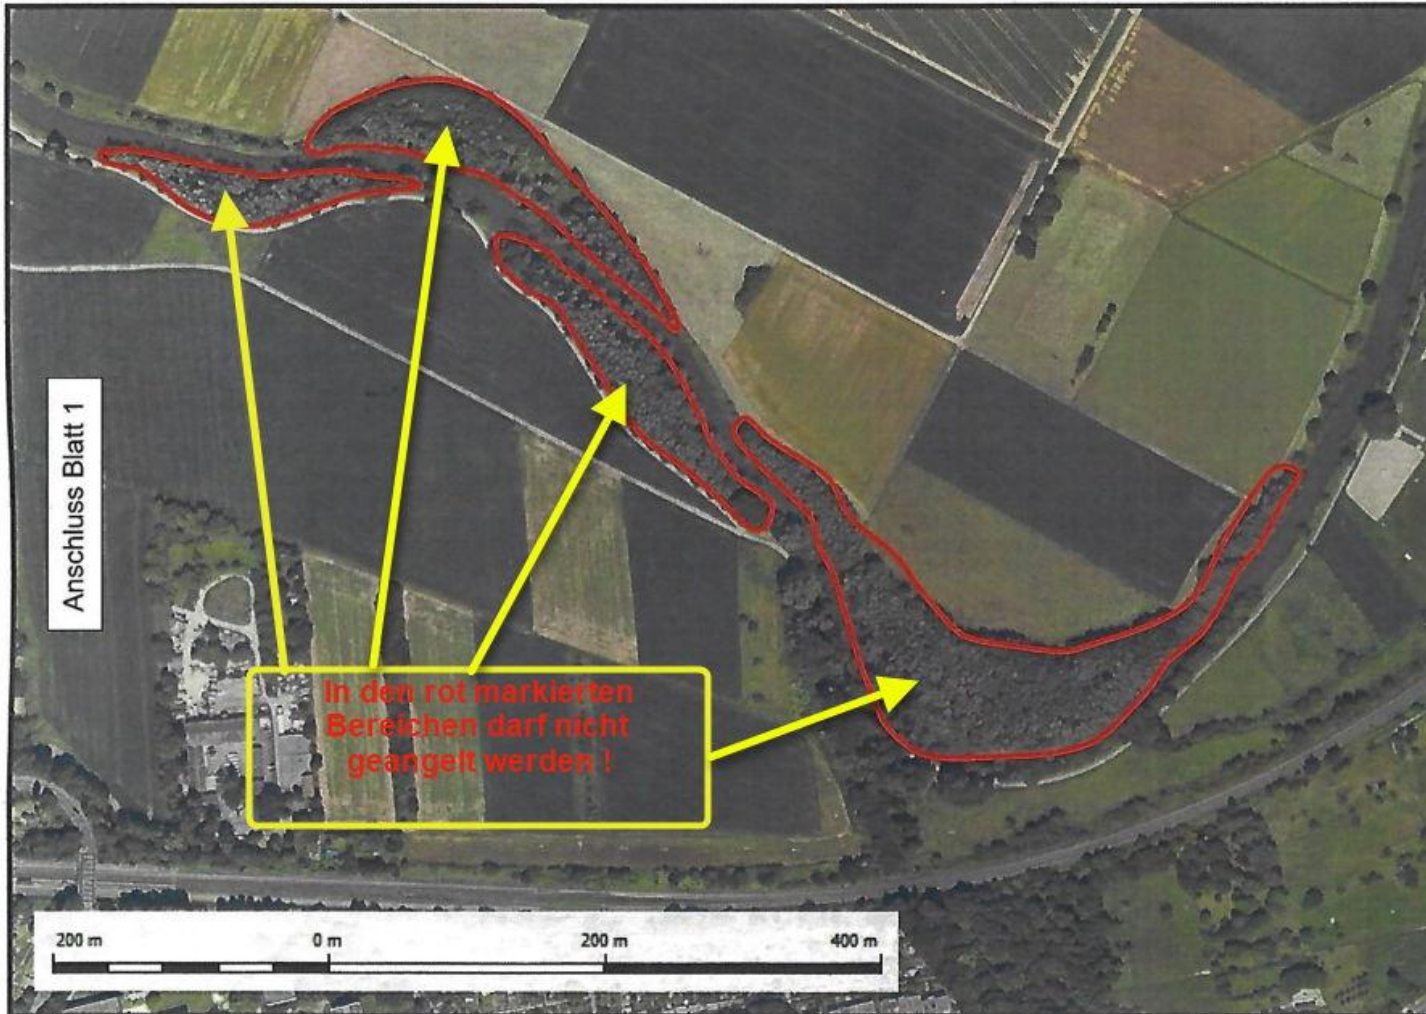 Anschluss Blatt 1
In den rot markierten
Bereichen darf nicht
geangelt werden !
200 m 0 m 200 m 400 m